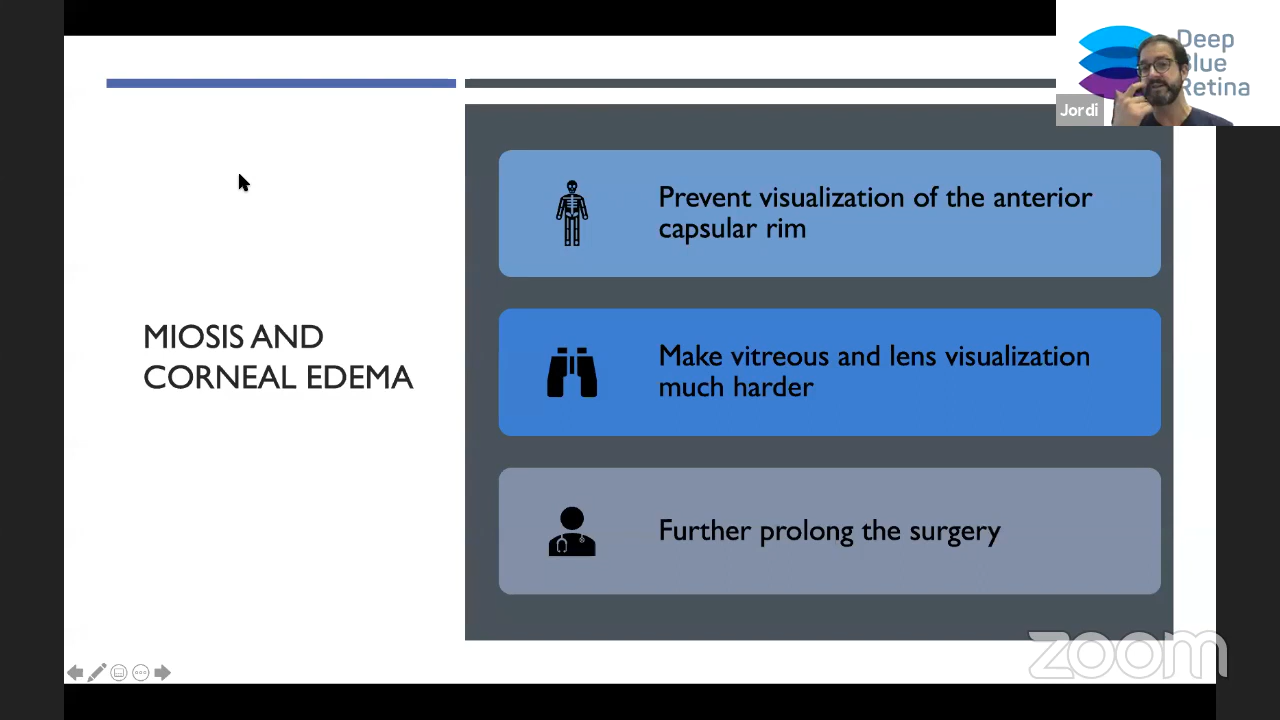 Deep
Blue
Retina
Jordi
MIOSIS AND
CORNEAL EDEMA
Prevent visualization of the anterior
capsular rim
Make vitreous and lens visualization
much harder
Further prolong the surgery
zoom